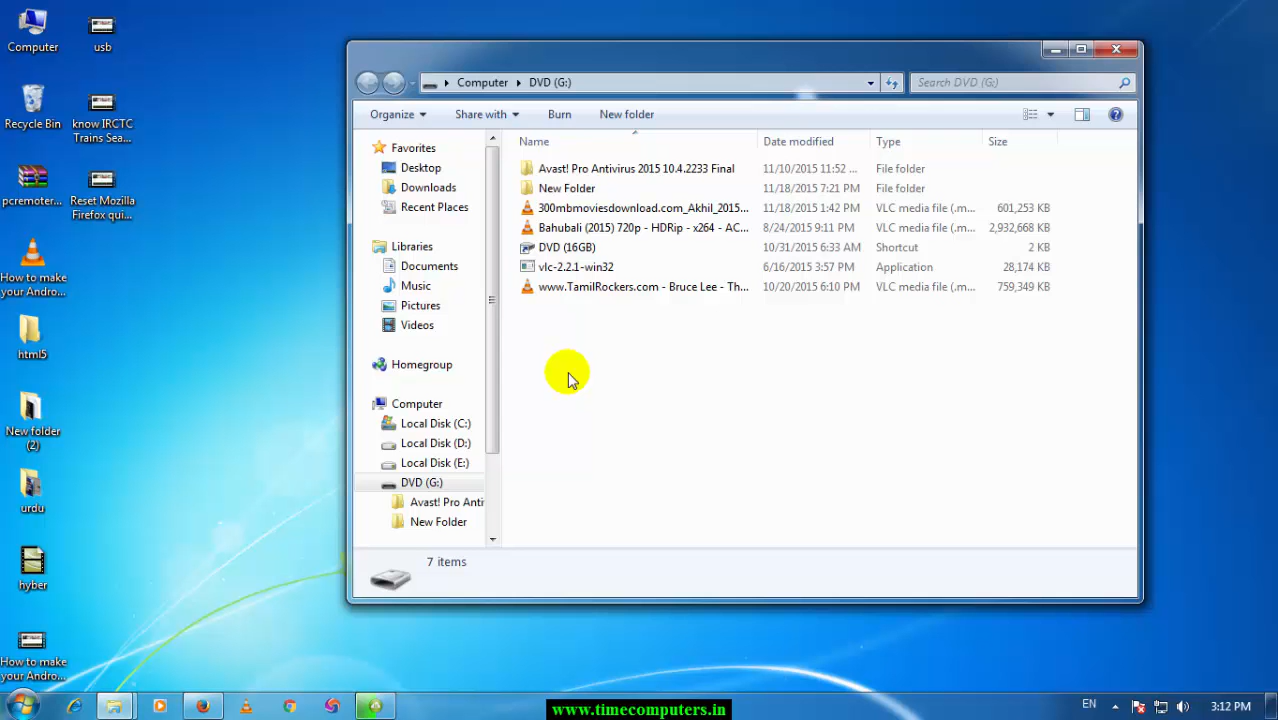 Computer
usb
Recycle Bin
know IRCTC
Trains Sea...
pcremoter...
Reset Mozilla
Firefox qui...
How to make
your Andro...
html5
New folder
(2)
urdu
hyber
How to make
your Andro...
Computer DVD (G:)
Search DVD (G:)
Organize Share with Burn New folder
Name Date modified Type Size
Favorites
Desktop
Downloads
Recent Places
Libraries
Documents
Music
Pictures
Videos
Homegroup
Computer
Local Disk (C:)
Local Disk (D:)
Local Disk (E:)
DVD (G:)
Avast! Pro Anti
New Folder
Avast! Pro Antivirus 2015 10.4.2233 Final 11/10/2015 11:52 ... File folder
New Folder 11/18/2015 7:21 PM File folder
300mbmoviesdownload.com_Akhil_2015... 11/18/2015 1:42 PM VLC media file (.m... 601,253 KB
Bahubali (2015) 720p - HDRip - x264 - AC... 8/24/2015 9:11 PM VLC media file (.m... 2,932,668 KB
DVD (16GB) 10/31/2015 6:33 AM Shortcut 2 KB
vlc-2.2.1-win32 6/16/2015 3:57 PM Application 28,174 KB
www.TamilRockers.com - Bruce Lee - Th... 10/20/2015 6:10 PM VLC media file (.m... 759,349 KB
7 items
www.timecomputers.in
EN
3:12 PM